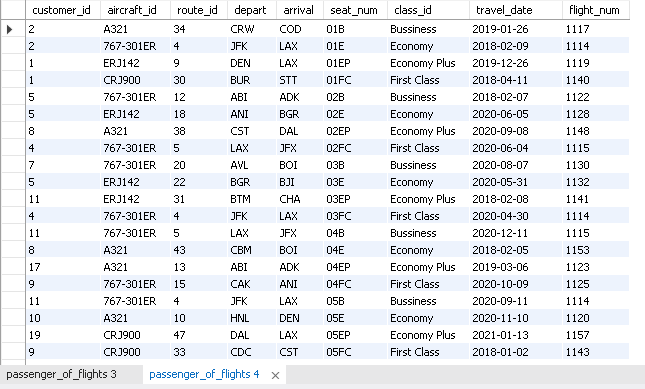 customer_id aircraft_id route_id depart arrival seat_num class_id travel_date flight_num
2 A321 34 CRW COD 01B Bussiness 2019-01-26 1117
2 767-301ER 4 JFK LAX 01E Economy 2018-02-09 1114
1 ERJ142 9 DEN LAX 01EP Economy Plus 2019-12-26 1119
1 CRJ900 30 BUR STT 01FC First Class 2018-04-11 1140
5 767-301ER 12 ABI ADK 02B Bussiness 2018-02-07 1122
5 ERJ142 18 ANI BGR 02E Economy 2020-06-05 1128
8 A321 38 CST DAL 02EP Economy Plus 2020-09-08 1148
4 767-301ER 5 LAX JFX 02FC First Class 2020-06-04 1115
7 767-301ER 20 AVL BOI 03B Bussiness 2020-08-07 1130
5 ERJ142 22 BGR BJI 03E Economy 2020-05-31 1132
11 ERJ142 31 BTM CHA 03EP Economy Plus 2018-02-08 1141
4 767-301ER 4 JFK LAX 03FC First Class 2020-04-30 1114
11 767-301ER 5 LAX JFX 04B Bussiness 2020-12-11 1115
8 A321 43 CBM BOI 04E Economy 2018-02-05 1153
17 A321 13 ABI ADK 04EP Economy Plus 2019-03-06 1123
9 767-301ER 15 CAK ANI 04FC First Class 2020-10-09 1125
11 767-301ER 4 JFK LAX 05B Bussiness 2020-09-11 1114
10 A321 10 HNL DEN 05E Economy 2020-11-10 1120
19 CRJ900 47 DAL LAX 05EP Economy Plus 2021-01-13 1157
9 CRJ900 33 CDC CST 05FC First Class 2018-01-02 1143
passenger_of_flights 3 passenger_of_flights 4